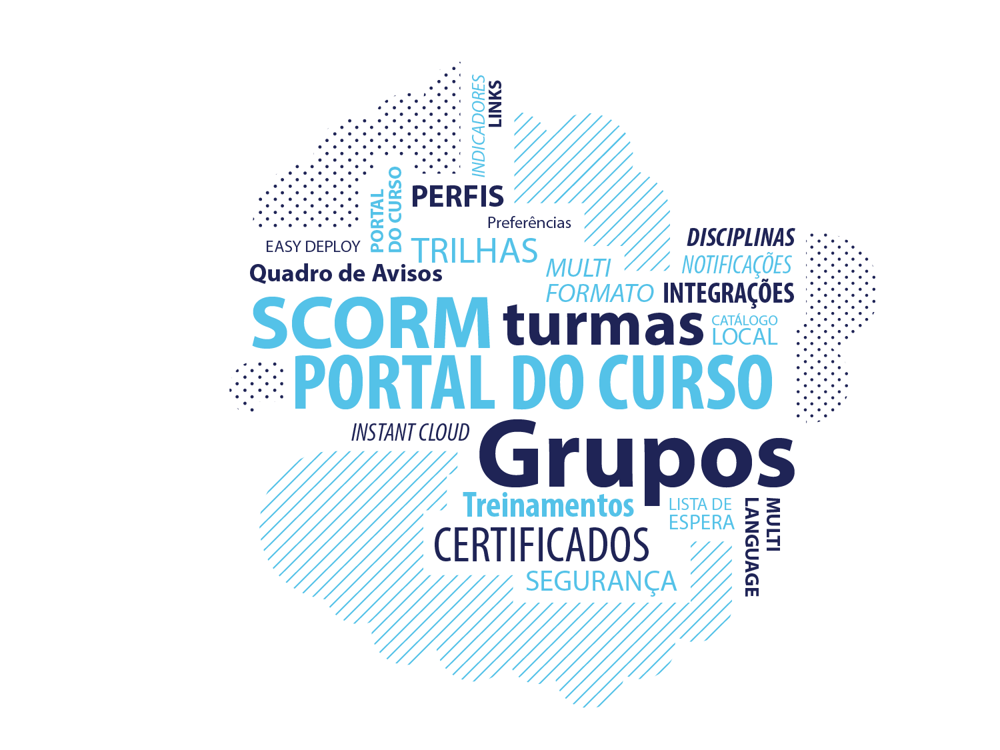 INDICADORES
LINKS
PORTAL
DO CURSO
PERFIS
Preferências
EASY DEPLOY
TRILHAS
DISCIPLINAS
Quadro de Avisos
MULTI
FORMATO
NOTIFICAÇÕES
INTEGRAÇÕES
SCORM
turmas
CATÁLOGO
LOCAL
PORTAL DO CURSO
INSTANT CLOUD
Grupos
Treinamentos
LISTA DE
ESPERA
MULTI
LANGUAGE
CERTIFICADOS
SEGURANÇA